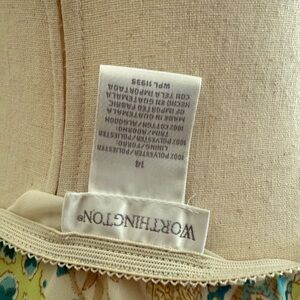 WORTHINGTON®
14
100% POLYESTER/POLIESTER
LINING/FORRO:
100% POLYESTER/POLIESTER
TRIM/ADORNO:
100% COTTON/ALGODON
OF IMPORTED FABRIC
MADE IN GUATEMALA
HECHO EN GUATEMALA
CON TELA IMPORTADA
WPL 11935